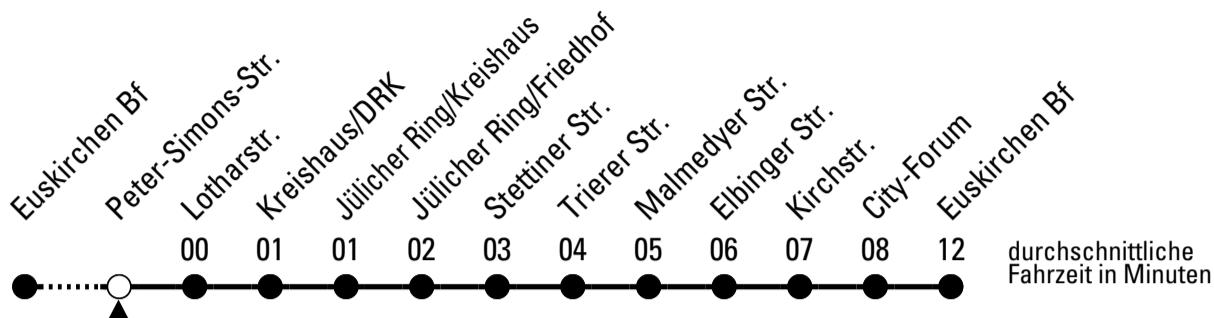 Euskirchen Bf
Peter-Simons-Str.
Lotharstr.
Kreishaus/DRK
Jülicher Ring/Kreishaus
Jülicher Ring/Friedhof
Stettiner Str.
Trierer Str.
Malmedyer Str.
Elbinger Str.
Kirchstr.
City-Forum
Euskirchen Bf
00 01 01 02 03 04 05 06 07 08 12
durchschnittliche
Fahrzeit in Minuten